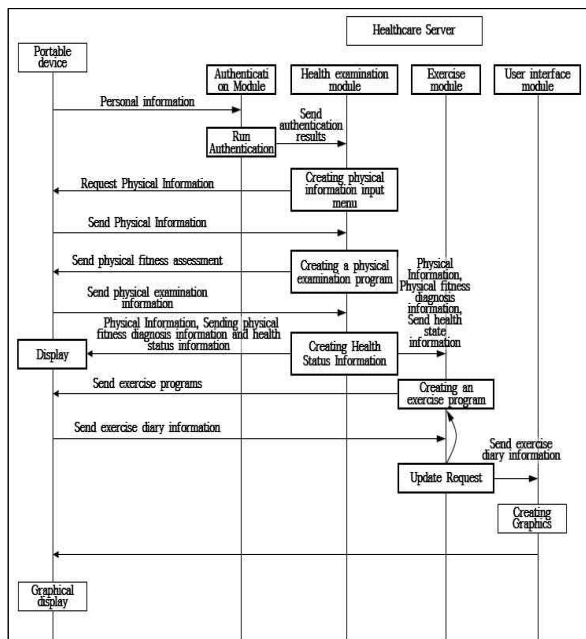 Healthcare Server
Portable
device
Authenticati
on Module
Health examination
module
Exercise
module
User interface
module
Personal information
Run
Authentication
Send
authentication
results
Request Physical Information
Creating physical
information input
menu
Send Physical Information
Send physical fitness assessment
Creating a physical
examination program
Physical
Information,
Physical fitness
diagnosis
information,
Send health
state
information
Send physical examination
information
Physical Information, Sending physical
fitness diagnosis information and health
status information
Display
Creating Health
Status Information
Send exercise programs
Creating an
exercise program
Send exercise diary information
Send exercise
diary information
Update Request
Creating
Graphics
Graphical
display